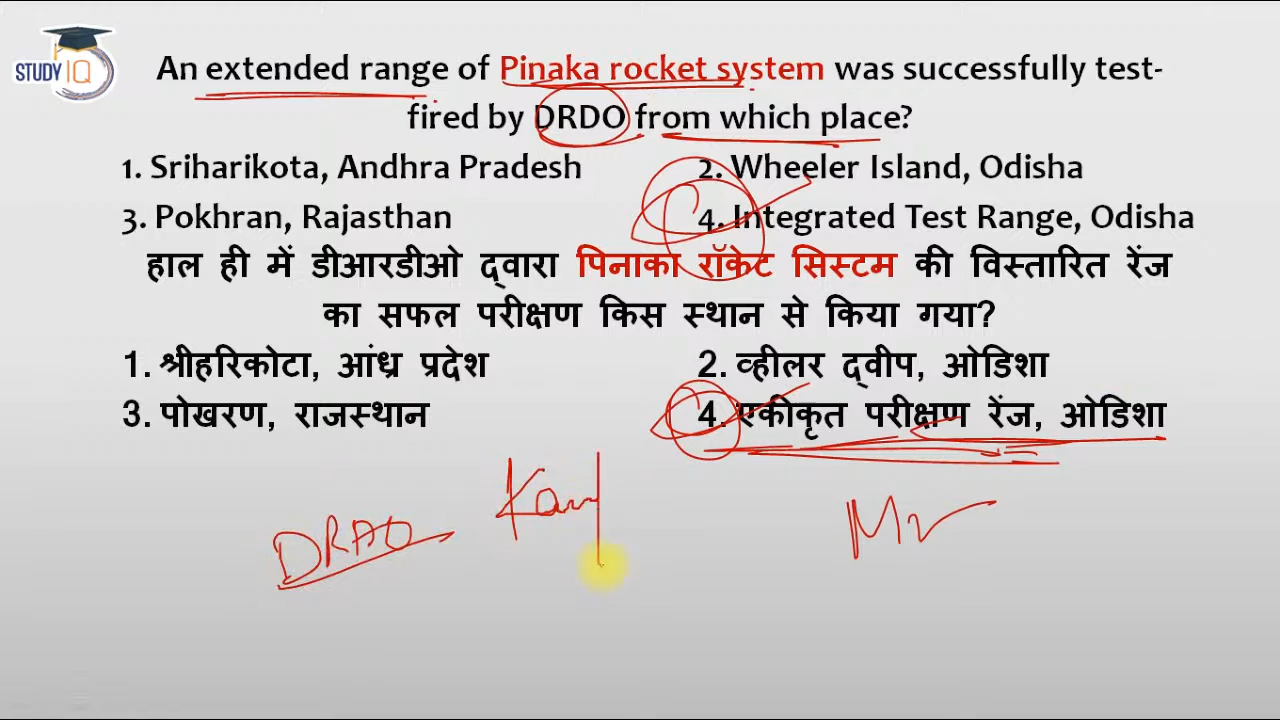 STUDY IQ
An extended range of Pinaka rocket system was successfully test-
fired by DRDO from which place?
1. Sriharikota, Andhra Pradesh 2. Wheeler Island, Odisha
3. Pokhran, Rajasthan 4. Integrated Test Range, Odisha
हाल ही में डीआरडीओ द्वारा पिनाका रॉकेट सिस्टम की विस्तारित रेंज
का सफल परीक्षण किस स्थान से किया गया?
1. श्रीहरिकोटा, आंध्र प्रदेश 2. व्हीलर द्वीप, ओडिशा
3. पोखरण, राजस्थान 4. एकीकृत परीक्षण रेंज, ओडिशा